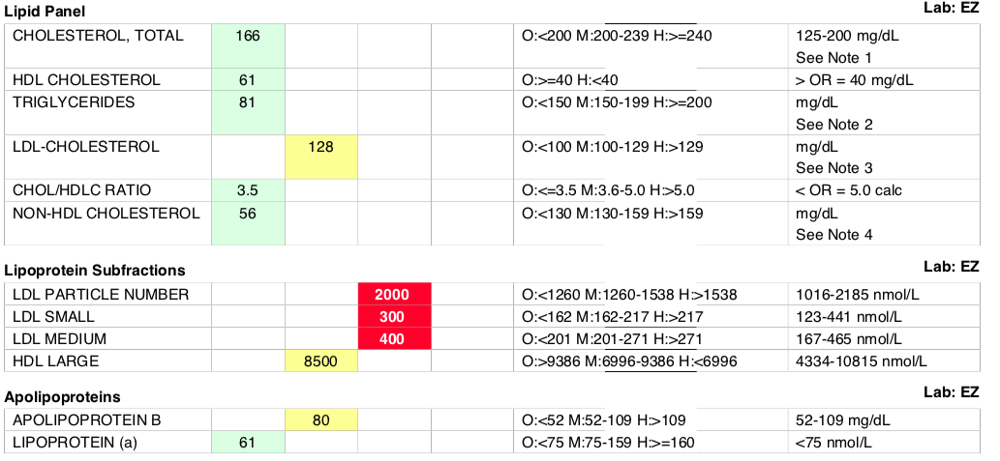 Lipid Panel Lab: EZ
CHOLESTEROL, TOTAL 166 O:<200 M:200-239 H:>=240 125-200 mg/dL
See Note 1
HDL CHOLESTEROL 61 O:>=40 H:<40 > OR = 40 mg/dL
TRIGLYCERIDES 81 O:<150 M:150-199 H:>=200 mg/dL
See Note 2
LDL-CHOLESTEROL 128 O:<100 M:100-129 H:>129 mg/dL
See Note 3
CHOL/HDLC RATIO 3.5 O:<=3.5 M:3.6-5.0 H:>5.0 < OR = 5.0 calc
NON-HDL CHOLESTEROL 56 O:<130 M:130-159 H:>159 mg/dL
See Note 4
Lipoprotein Subfractions Lab: EZ
LDL PARTICLE NUMBER 2000 O:<1260 M:1260-1538 H:>1538 1016-2185 nmol/L
LDL SMALL 300 O:<162 M:162-217 H:>217 123-441 nmol/L
LDL MEDIUM 400 O:<201 M:201-271 H:>271 167-465 nmol/L
HDL LARGE 8500 O:>9386 M:6996-9386 H:<6996 4334-10815 nmol/L
Apolipoproteins Lab: EZ
APOLIPOPROTEIN B 80 O:<52 M:52-109 H:>109 52-109 mg/dL
LIPOPROTEIN (a) 61 O:<75 M:75-159 H:>=160 <75 nmol/L